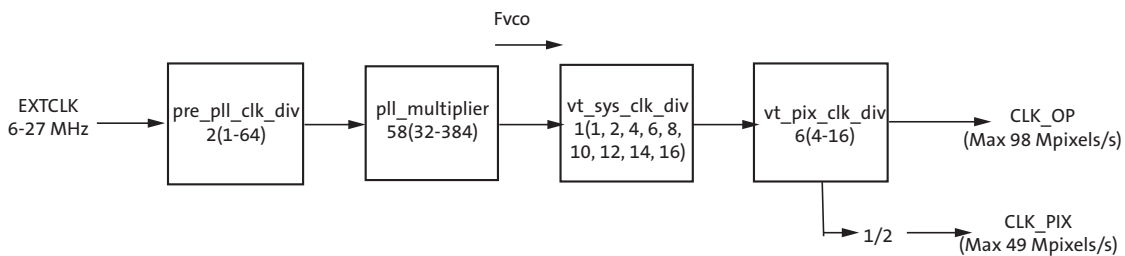 Fvco
EXTCLK
6-27 MHz
pre_pll_clk_div
2(1-64)
pll_multiplier
58(32-384)
vt_sys_clk_div
1(1, 2, 4, 6, 8,
10, 12, 14, 16)
vt_pix_clk_div
6(4-16)
CLK_OP
(Max 98 Mpixels/s)
1/2
CLK_PIX
(Max 49 Mpixels/s)